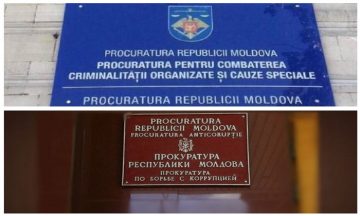 PROCURATURA REPUBLICII MOLDOVA
PROCURATURA PENTRU COMBATEREA
CRIMINALITĂȚII ORGANIZATE ȘI CAUZE SPECIALE
PROCURATURA REPUBLICII MOLDOVA
PROCURATURA
REPUBLICII MOLDOVA
PROCURATURA ANTICORUPȚIE
ПРОКУРАТУРА
РЕСПУБЛИКИ МОЛДОВА
ПРОКУРАТУРА
ПО БОРЬБЕ С КОРРУПЦИЕЙ